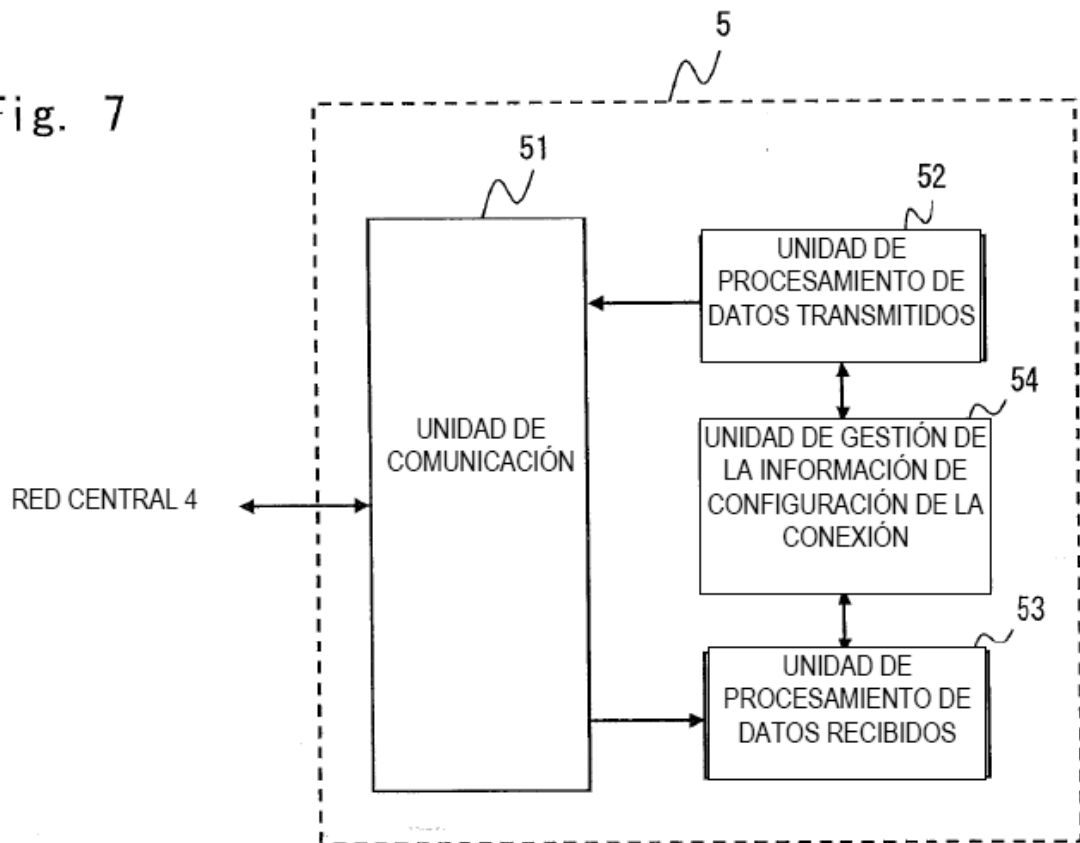 5
Fig. 7
51
52
UNIDAD DE
PROCESAMIENTO DE
DATOS TRANSMITIDOS
54
UNIDAD DE
COMUNICACIÓN
UNIDAD DE GESTIÓN DE
LA INFORMACIÓN DE
CONFIGURACIÓN DE LA
CONEXIÓN
RED CENTRAL 4
53
UNIDAD DE
PROCESAMIENTO DE
DATOS RECIBIDOS